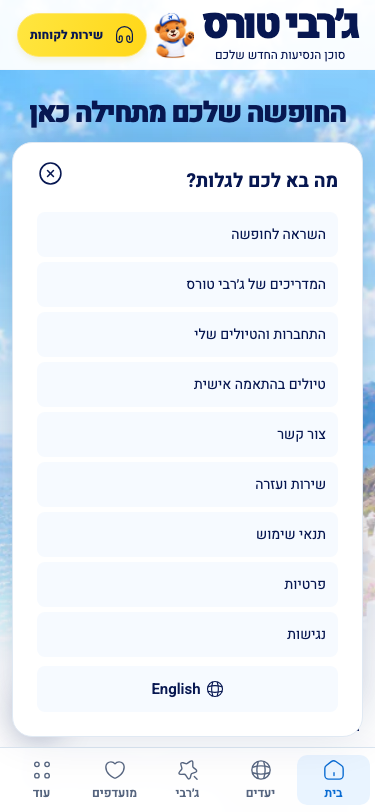 ג׳רבי טורס
סוכן הנסיעות החדש שלכם
שירות לקוחות
החופשה שלכם מתחילה כאן
מה בא לכם לגלות?
השראה לחופשה
המדריכים של ג׳רבי טורס
התחברות והטיולים שלי
טיולים בהתאמה אישית
צור קשר
שירות ועזרה
תנאי שימוש
פרטיות
נגישות
English
בית
יעדים
ג׳רבי
מועדפים
עוד